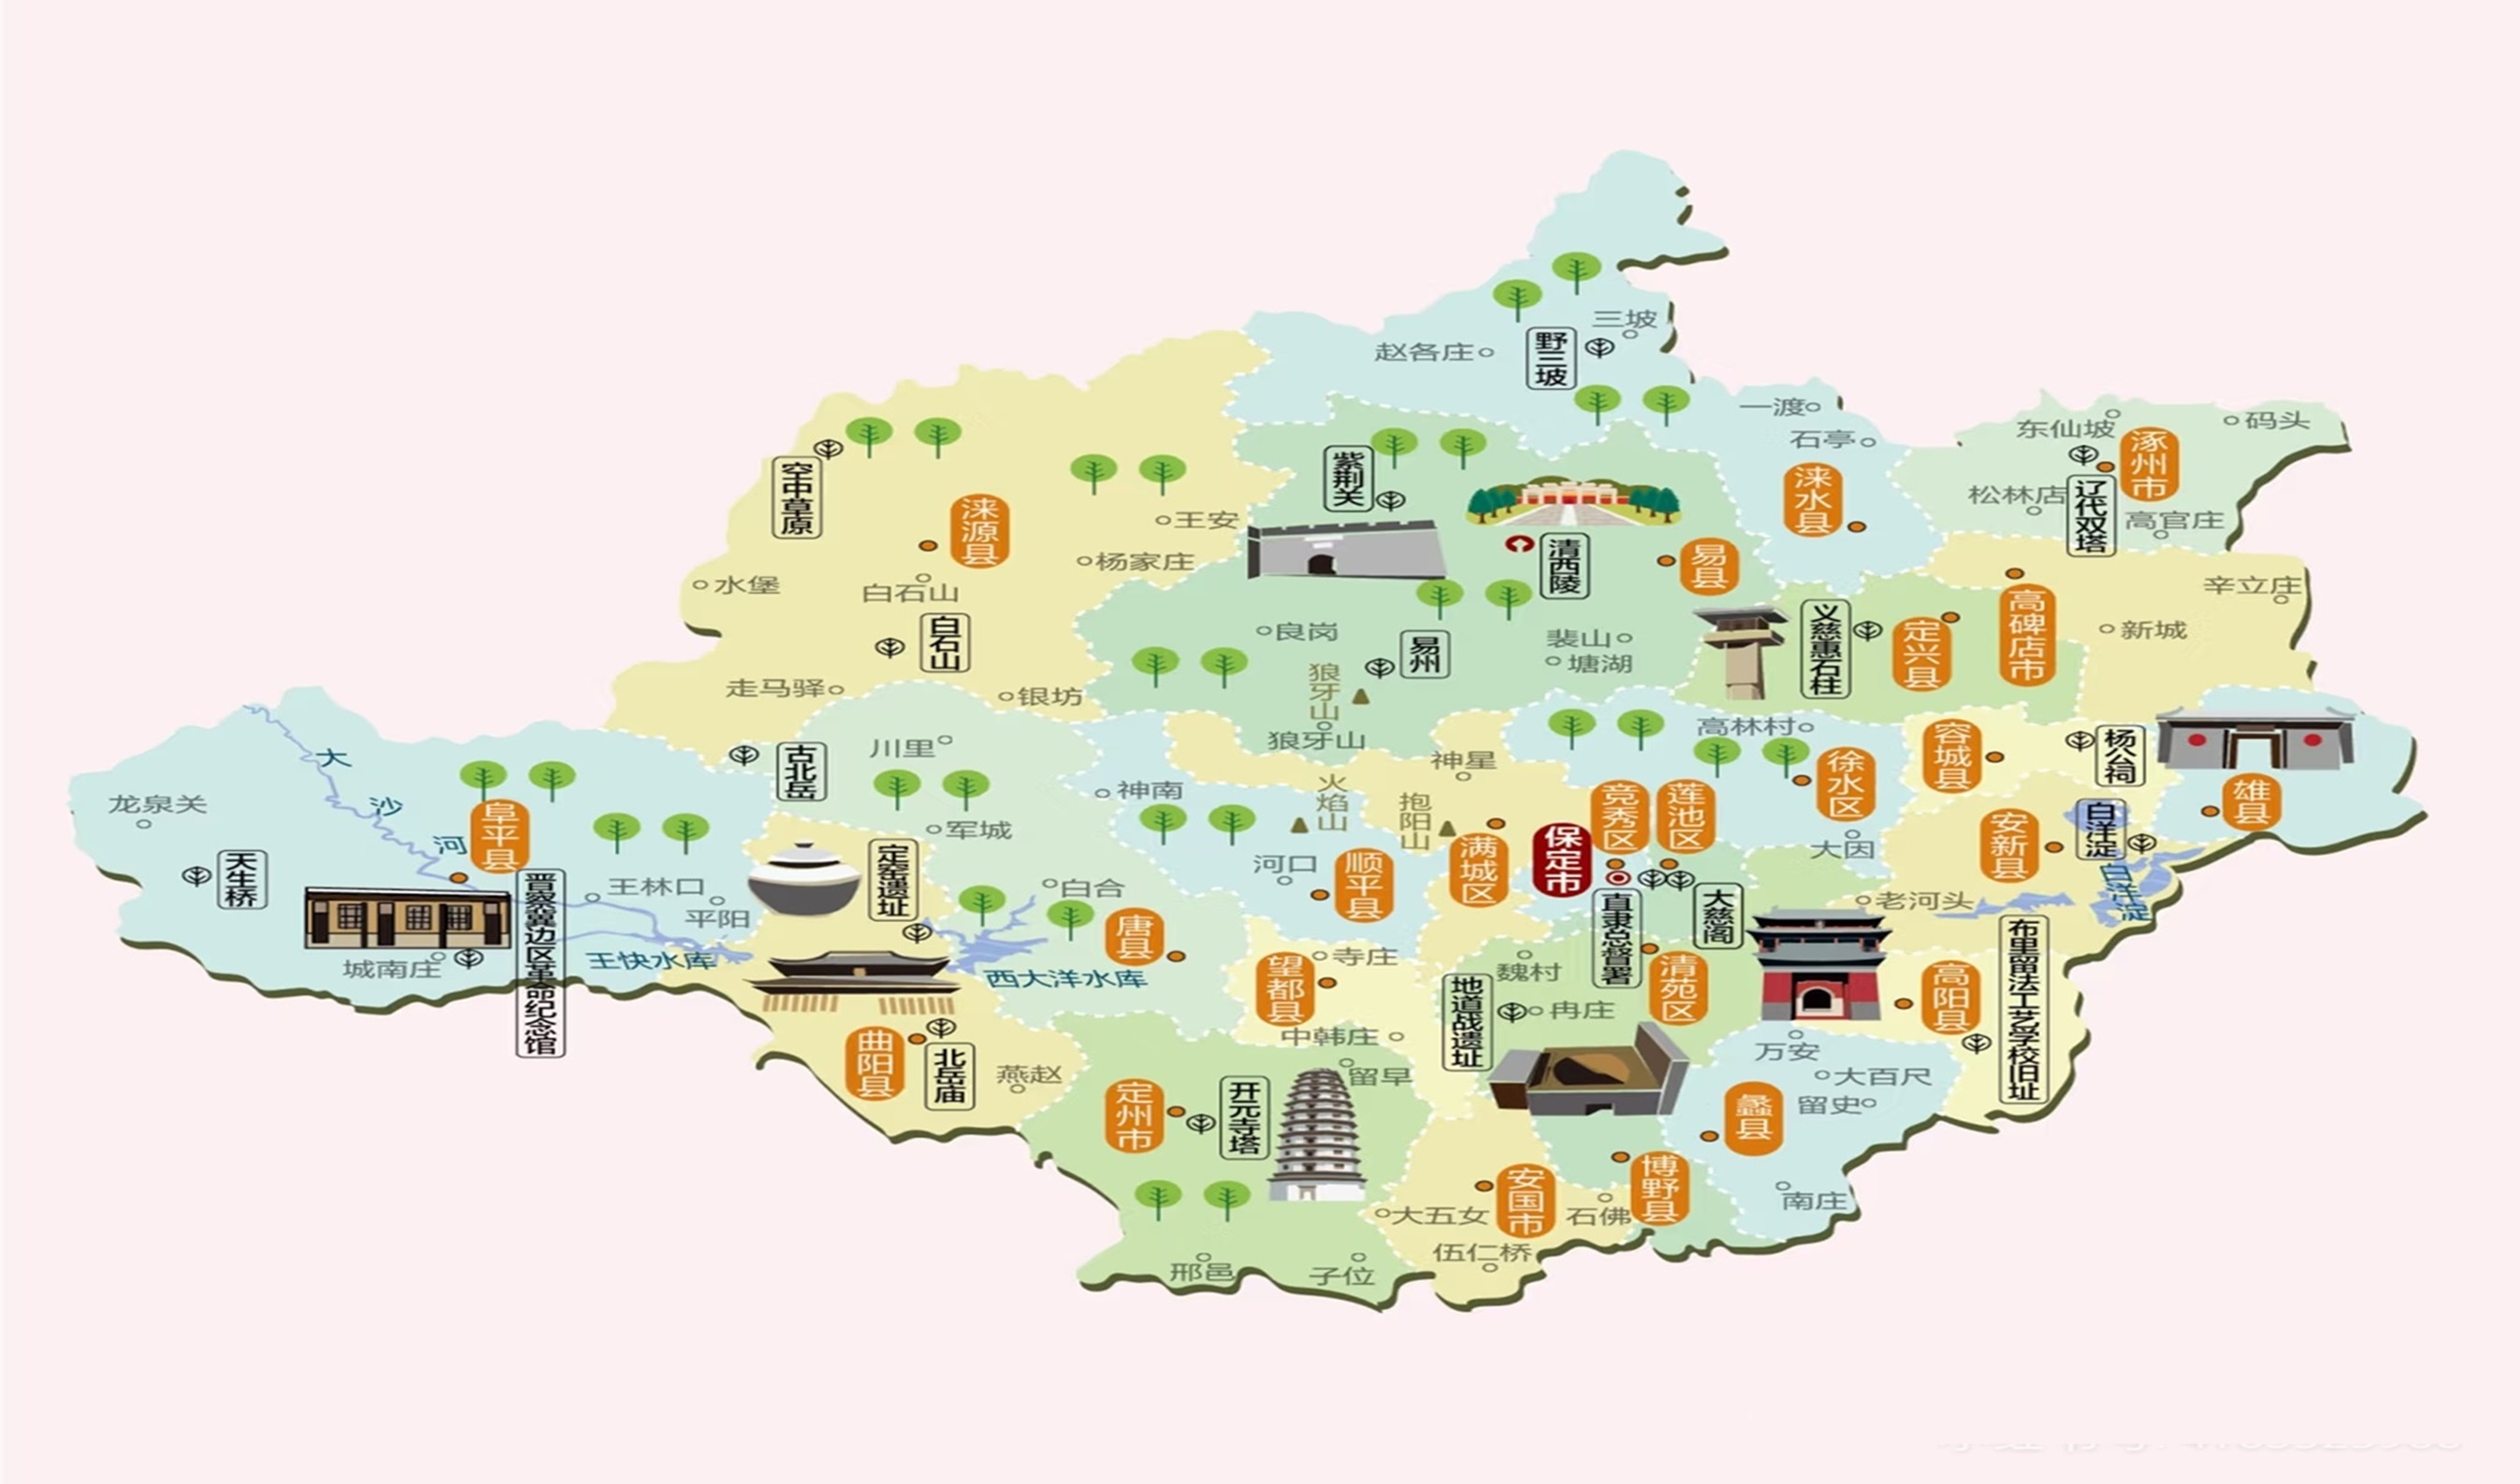 三坡
赵各庄
野三坡
一渡
石亭
东仙坡
码头
涿州市
松林店
辽代双塔
高官庄
涞水县
空中草原
涞源县
王安
杨家庄
水堡
白石山
白石山
走马驿
银坊
紫荆关
清西陵
易县
良岗
易州
裴山
塘湖
狼牙山
狼牙山
义慈惠石柱
定兴县
高碑店市
辛立庄
新城
大沙河
龙泉关
天生桥
阜平县
城南庄
晋察冀边区革命纪念馆
王林口
平阳
王快水库
古北岳
川里
军城
定窑遗址
白合
唐县
西大洋水库
神南
火焰山
抱阳山
神星
河口
顺平县
满城区
保定市
竞秀区
莲池区
高林村
徐水区
大因
容城县
杨公祠
雄县
安新县
白洋淀
白洋淀
老河头
直隶总督署
大慈阁
清苑区
魏村
地道战遗址
冉庄
望都县
寺庄
中韩庄
留早
高阳县
布里留法工艺学校旧址
曲阳县
北岳庙
燕赵
定州市
开元寺塔
邢邑
子位
万安
大百尺
留史
蠡县
南庄
博野县
安国市
大五女
石佛
伍仁桥